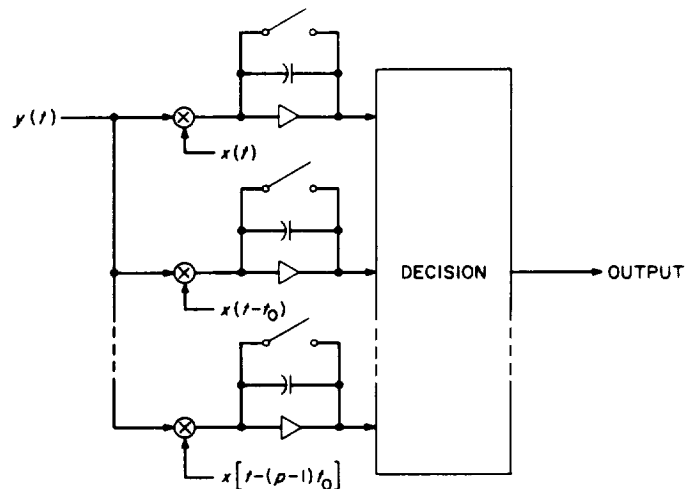 y(t)
x(t)
x(t-t₀)
DECISION
OUTPUT
x[t-(p-1)t₀]